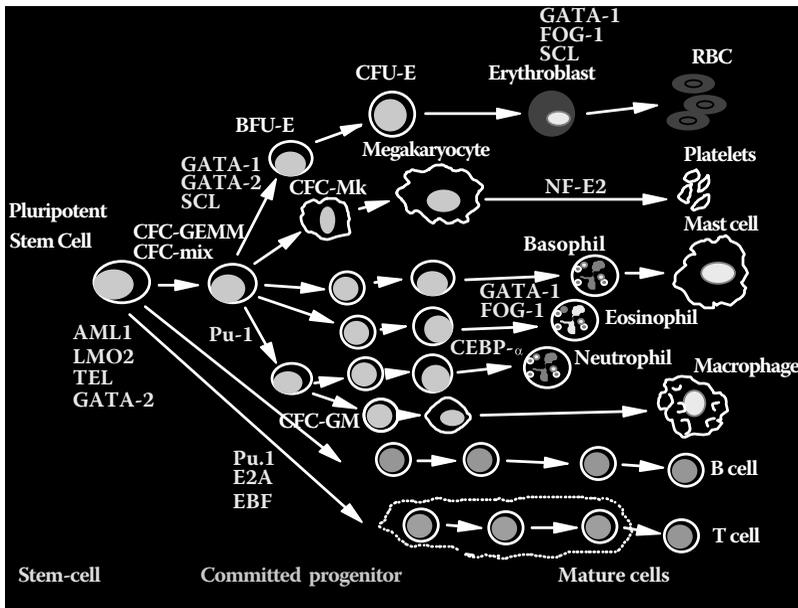 GATA-1
FOG-1
SCL
Erythroblast
RBC
CFU-E
BFU-E
Megakaryocyte
Platelets
GATA-1
GATA-2
SCL
CFC-Mk
NF-E2
Pluripotent
Stem Cell
CFC-GEMM
CFC-mix
Mast cell
Basophil
GATA-1
FOG-1
Eosinophil
AML1
LMO2
TEL
GATA-2
Pu-1
CEBP-α
Neutrophil
Macrophage
CFC-GM
Pu.1
E2A
EBF
B cell
T cell
Stem-cell
Committed progenitor
Mature cells